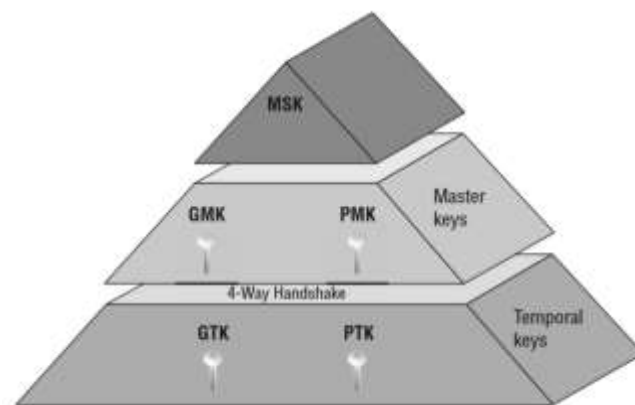 MSK
GMK PMK
Master
keys
4-Way Handshake
GTK PTK
Temporal
keys